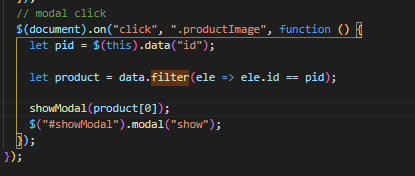 });
// modal click
$(document).on("click", ".productImage", function () {
let pid = $(this).data("id");
let product = data.filter(ele => ele.id == pid);
showModal(product[0]);
$("#showModal").modal("show");
});
});